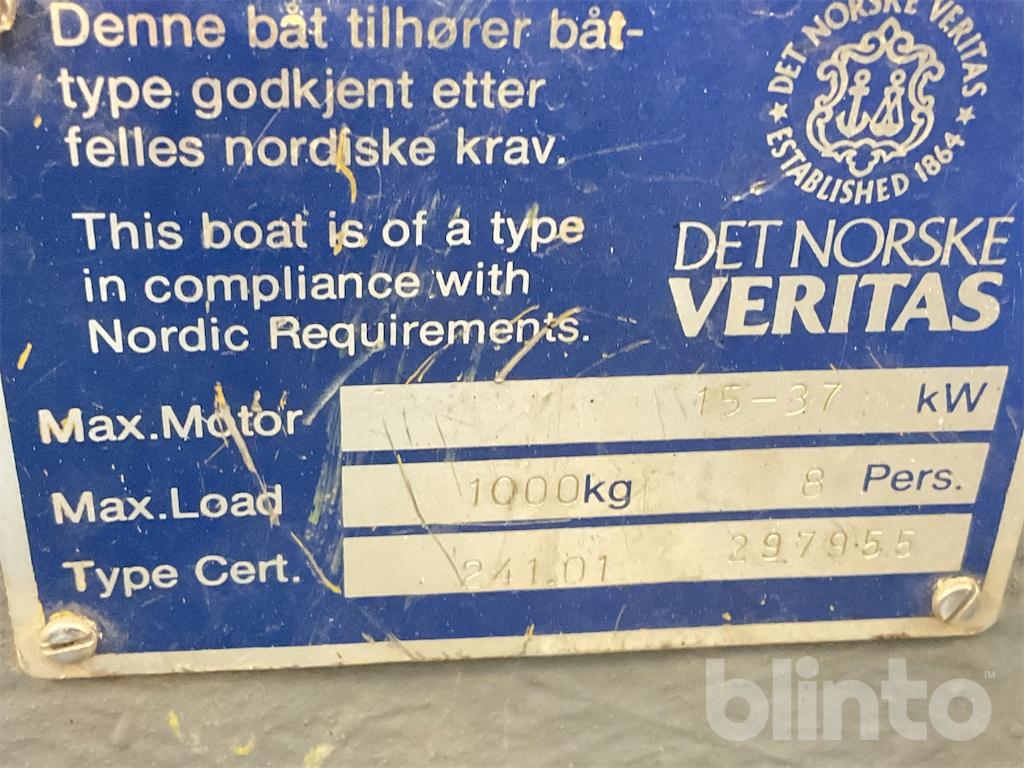 Denne båt tilhører båt-
type godkjent etter
felles nordiske krav.
This boat is of a type
in compliance with
Nordic Requirements.
DET NORSKE VERITAS
★ ESTABLISHED 1864 ★
DET NORSKE
VERITAS
Max.Motor 15-37 kW
Max.Load 1000kg 8 Pers.
Type Cert. 241.01 297955
blinto™